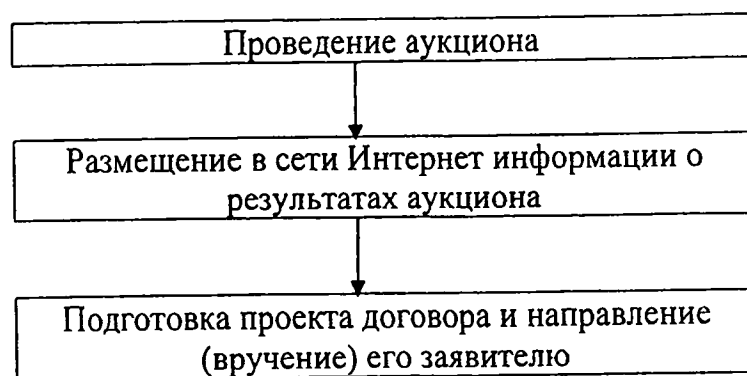 Проведение аукциона
Размещение в сети Интернет информации о
результатах аукциона
Подготовка проекта договора и направление
(вручение) его заявителю